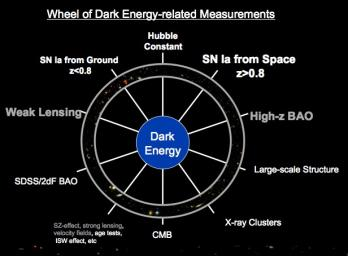 Wheel of Dark Energy-related Measurements
Hubble
Constant
SN Ia from Ground
z<0.8
SN Ia from Space
z>0.8
Weak Lensing
High-z BAO
Dark
Energy
SDSS/2dF BAO
Large-scale Structure
SZ-effect, strong lensing,
velocity fields, age tests,
ISW effect, etc
CMB
X-ray Clusters